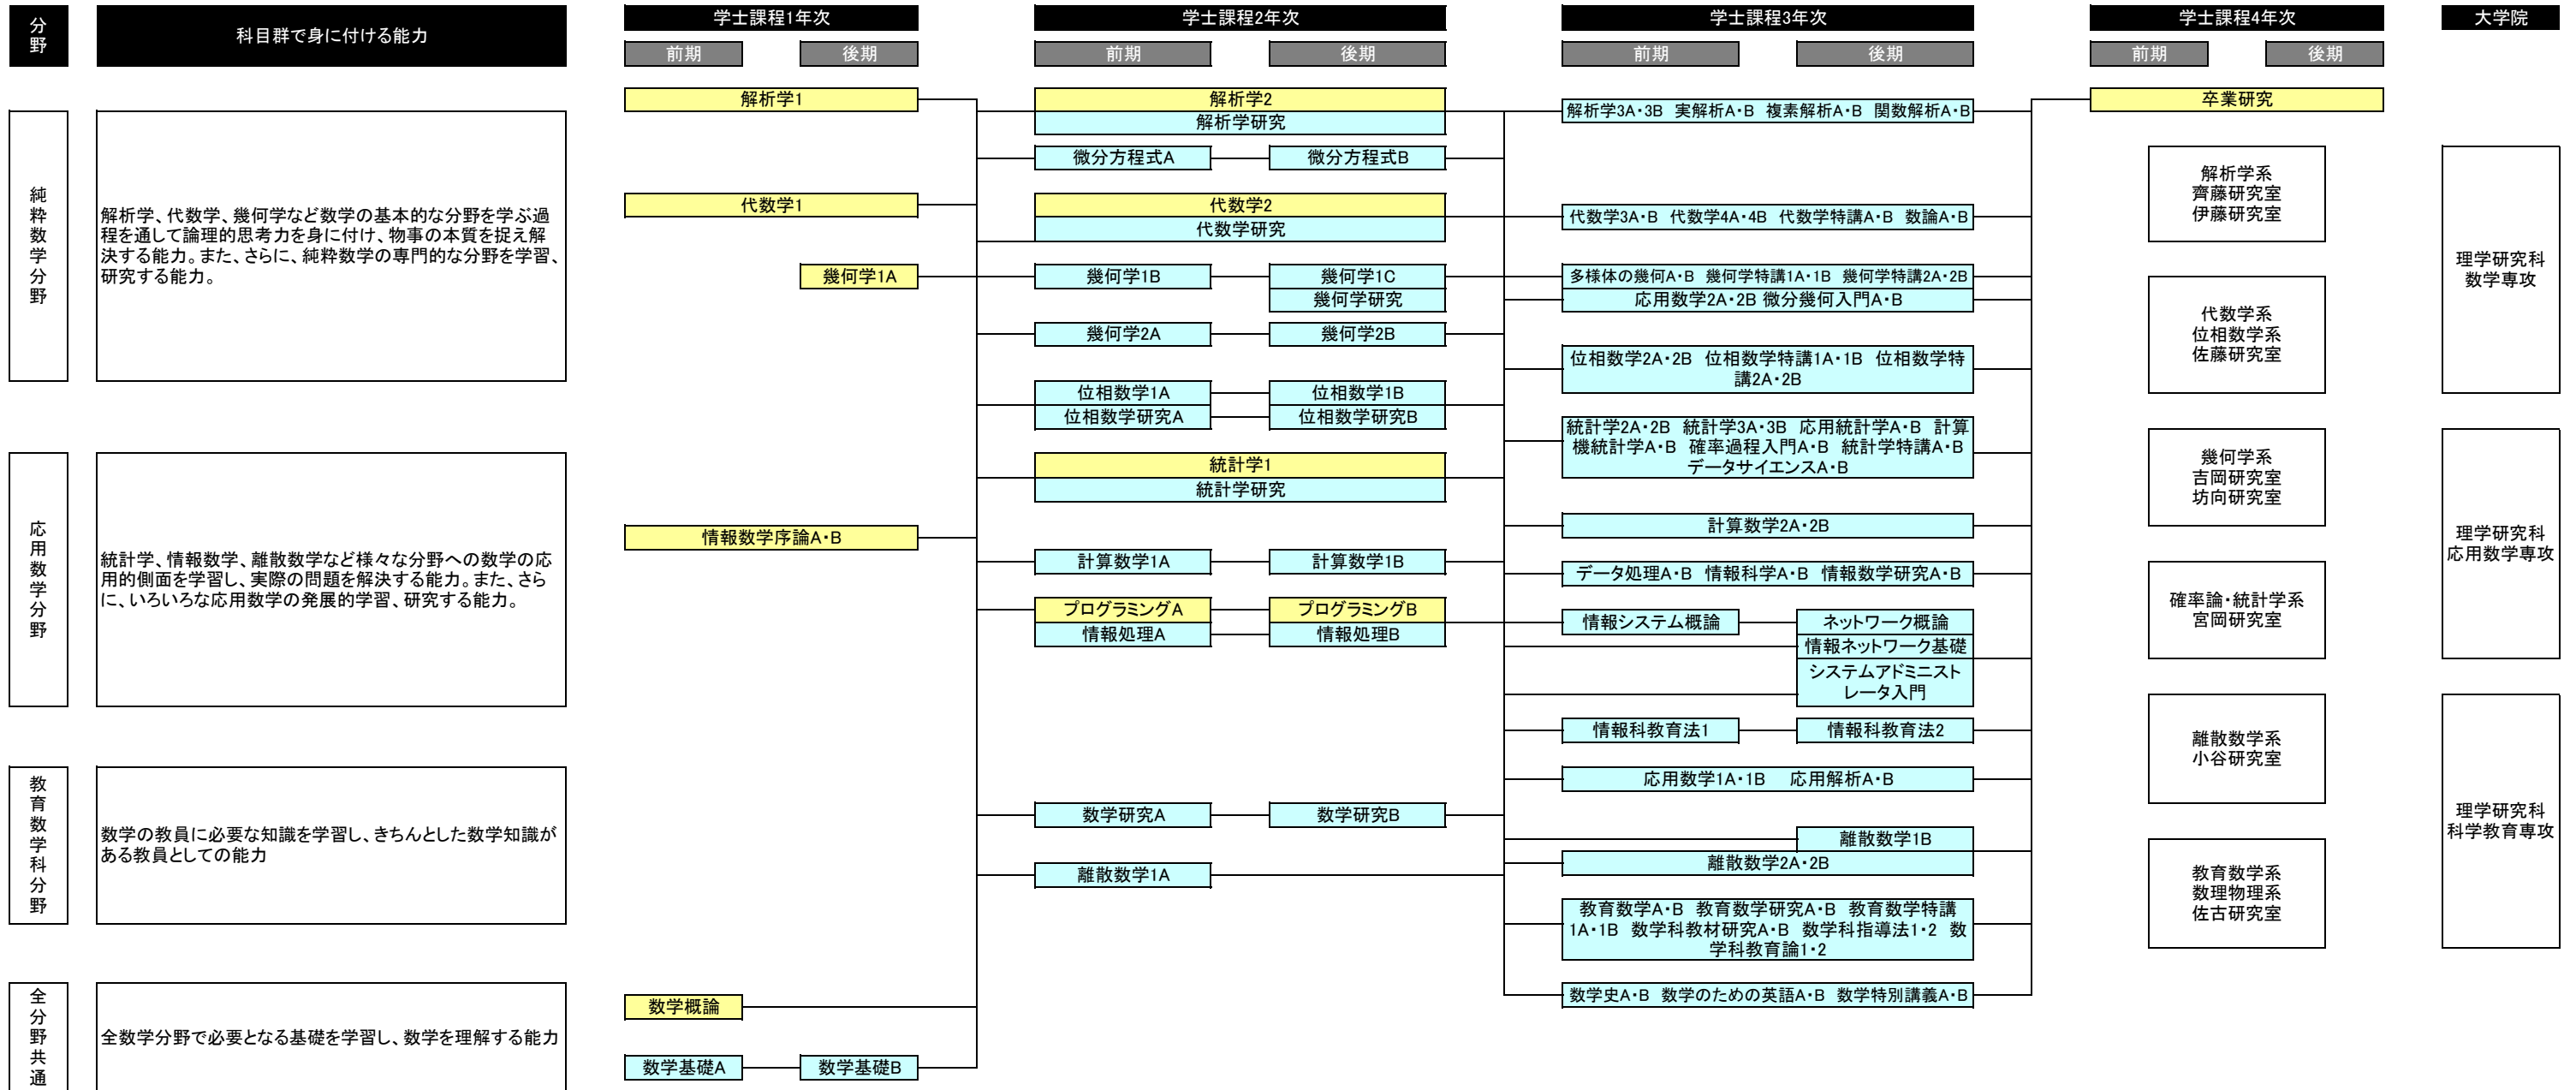 分野
科目群で身に付ける能力
学士課程1年次
学士課程2年次
学士課程3年次
学士課程4年次
大学院
前期
後期
前期
後期
前期
後期
前期
後期
純粋数学分野
解析学、代数学、幾何学など数学の基本的な分野を学ぶ過
程を通して論理的思考力を身に付け、物事の本質を捉え解
決する能力。また、さらに、純粋数学の専門的な分野を学習、
研究する能力。
応用数学分野
統計学、情報数学、離散数学など様々な分野への数学の応
用的側面を学習し、実際の問題を解決する能力。また、さら
に、いろいろな応用数学の発展的学習、研究する能力。
教育数学科分野
数学の教員に必要な知識を学習し、きちんとした数学知識が
ある教員としての能力
全分野共通
全数学分野で必要となる基礎を学習し、数学を理解する能力
解析学1
代数学1
幾何学1A
情報数学序論A・B
数学概論
数学基礎A
数学基礎B
解析学2
解析学研究
微分方程式A
微分方程式B
代数学2
代数学研究
幾何学1B
幾何学1C
幾何学研究
幾何学2A
幾何学2B
位相数学1A
位相数学1B
位相数学研究A
位相数学研究B
統計学1
統計学研究
計算数学1A
計算数学1B
プログラミングA
プログラミングB
情報処理A
情報処理B
数学研究A
数学研究B
離散数学1A
解析学3A・3B 実解析A・B 複素解析A・B 関数解析A・B
代数学3A・B 代数学4A・4B 代数学特講A・B 数論A・B
多様体の幾何A・B 幾何学特講1A・1B 幾何学特講2A・2B
応用数学2A・2B 微分幾何入門A・B
位相数学2A・2B 位相数学特講1A・1B 位相数学特
講2A・2B
統計学2A・2B 統計学3A・3B 応用統計学A・B 計算
機統計学A・B 確率過程入門A・B 統計学特講A・B
データサイエンスA・B
計算数学2A・2B
データ処理A・B 情報科学A・B 情報数学研究A・B
情報システム概論
ネットワーク概論
情報ネットワーク基礎
システムアドミニスト
レータ入門
情報科教育法1
情報科教育法2
応用数学1A・1B 応用解析A・B
離散数学1B
離散数学2A・2B
教育数学A・B 教育数学研究A・B 教育数学特講
1A・1B 数学科教材研究A・B 数学科指導法1・2 数
学科教育論1・2
数学史A・B 数学のための英語A・B 数学特別講義A・B
卒業研究
解析学系
齊藤研究室
伊藤研究室
代数学系
位相数学系
佐藤研究室
幾何学系
吉岡研究室
坊向研究室
確率論・統計学系
宮岡研究室
離散数学系
小谷研究室
教育数学系
数理物理系
佐古研究室
理学研究科
数学専攻
理学研究科
応用数学専攻
理学研究科
科学教育専攻